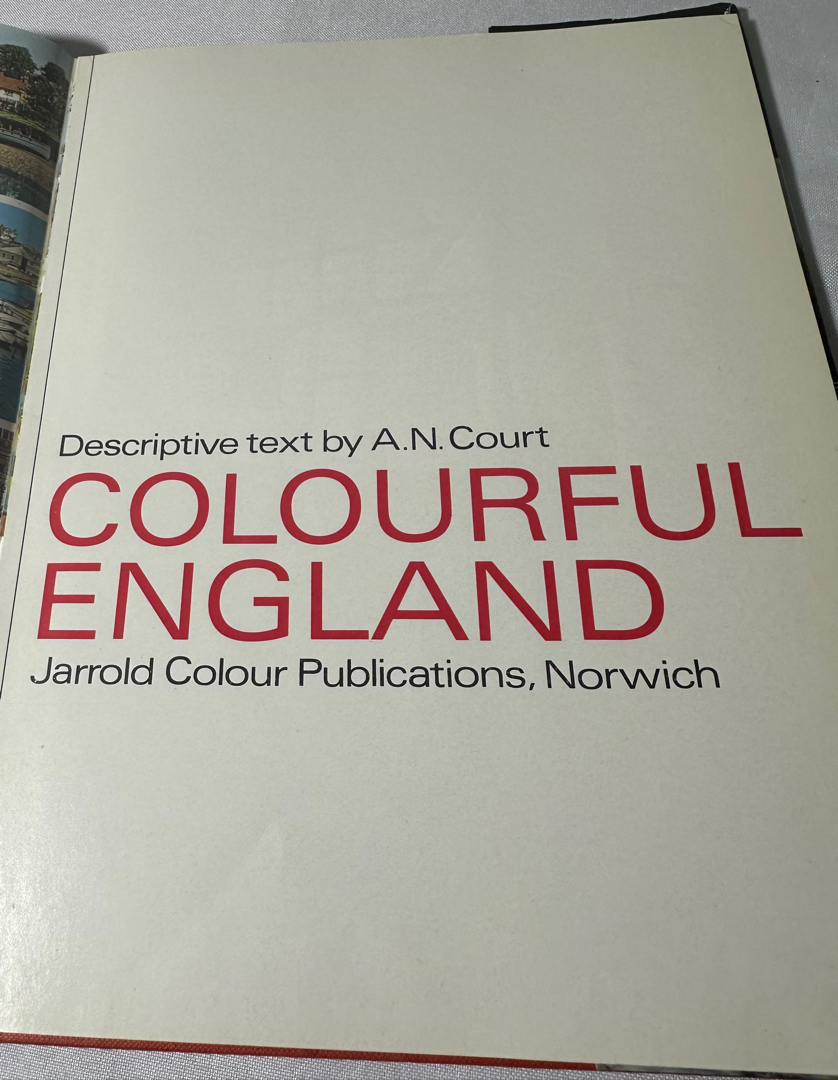 Descriptive text by A.N. Court
COLOURFUL
ENGLAND
Jarrold Colour Publications, Norwich